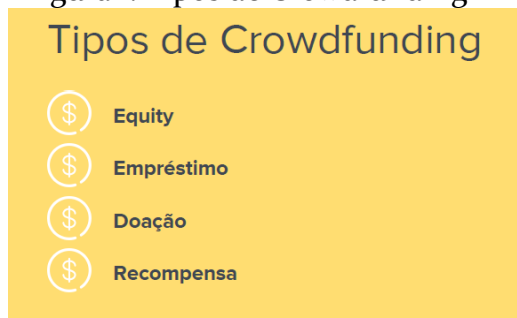 Tipos de Crowdfunding
$ Equity
$ Empréstimo
$ Doação
$ Recompensa